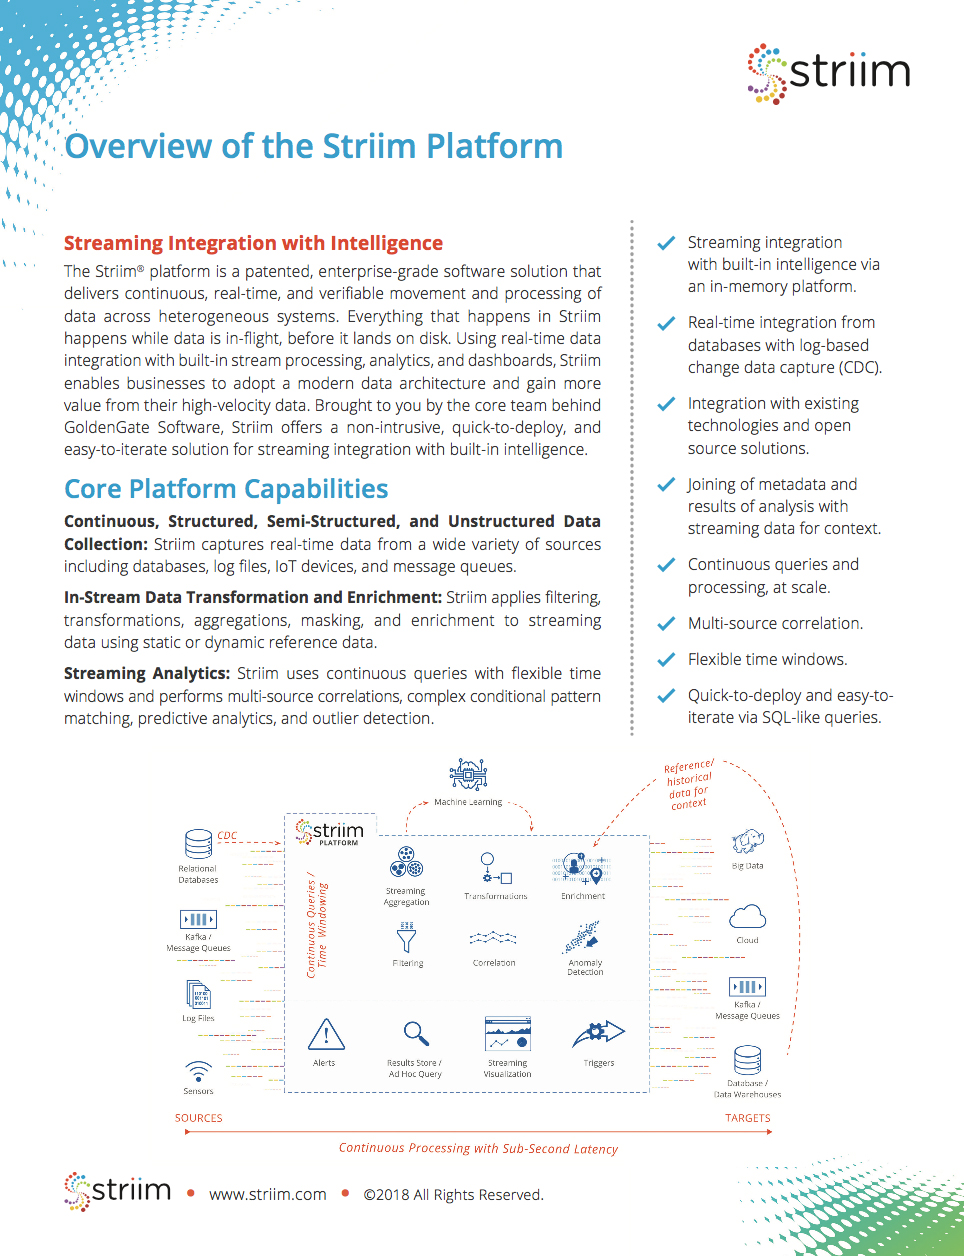 striim
Overview of the Striim Platform
Streaming Integration with Intelligence
The Striim® platform is a patented, enterprise-grade software solution that
delivers continuous, real-time, and verifiable movement and processing of
data across heterogeneous systems. Everything that happens in Striim
happens while data is in-flight, before it lands on disk. Using real-time data
integration with built-in stream processing, analytics, and dashboards, Striim
enables businesses to adopt a modern data architecture and gain more
value from their high-velocity data. Brought to you by the core team behind
GoldenGate Software, Striim offers a non-intrusive, quick-to-deploy, and
easy-to-iterate solution for streaming integration with built-in intelligence.
Core Platform Capabilities
Continuous, Structured, Semi-Structured, and Unstructured Data
Collection: Striim captures real-time data from a wide variety of sources
including databases, log files, IoT devices, and message queues.
In-Stream Data Transformation and Enrichment: Striim applies filtering,
transformations, aggregations, masking, and enrichment to streaming
data using static or dynamic reference data.
Streaming Analytics: Striim uses continuous queries with flexible time
windows and performs multi-source correlations, complex conditional pattern
matching, predictive analytics, and outlier detection.
Streaming integration
with built-in intelligence via
an in-memory platform.
Real-time integration from
databases with log-based
change data capture (CDC).
Integration with existing
technologies and open
source solutions.
Joining of metadata and
results of analysis with
streaming data for context.
Continuous queries and
processing, at scale.
Multi-source correlation.
Flexible time windows.
Quick-to-deploy and easy-to-
iterate via SQL-like queries.
Machine Learning
Reference/
historical
data for
context
striim
PLATFORM
CDC
Relational
Databases
Kafka /
Message Queues
Log Files
Sensors
Continuous Queries /
Time Windowing
Streaming
Aggregation
Transformations
Enrichment
Filtering
Correlation
Anomaly
Detection
Alerts
Results Store /
Ad Hoc Query
Streaming
Visualization
Triggers
Big Data
Cloud
Kafka /
Message Queues
Database /
Data Warehouses
SOURCES
TARGETS
Continuous Processing with Sub-Second Latency
striim • www.striim.com • ©2018 All Rights Reserved.